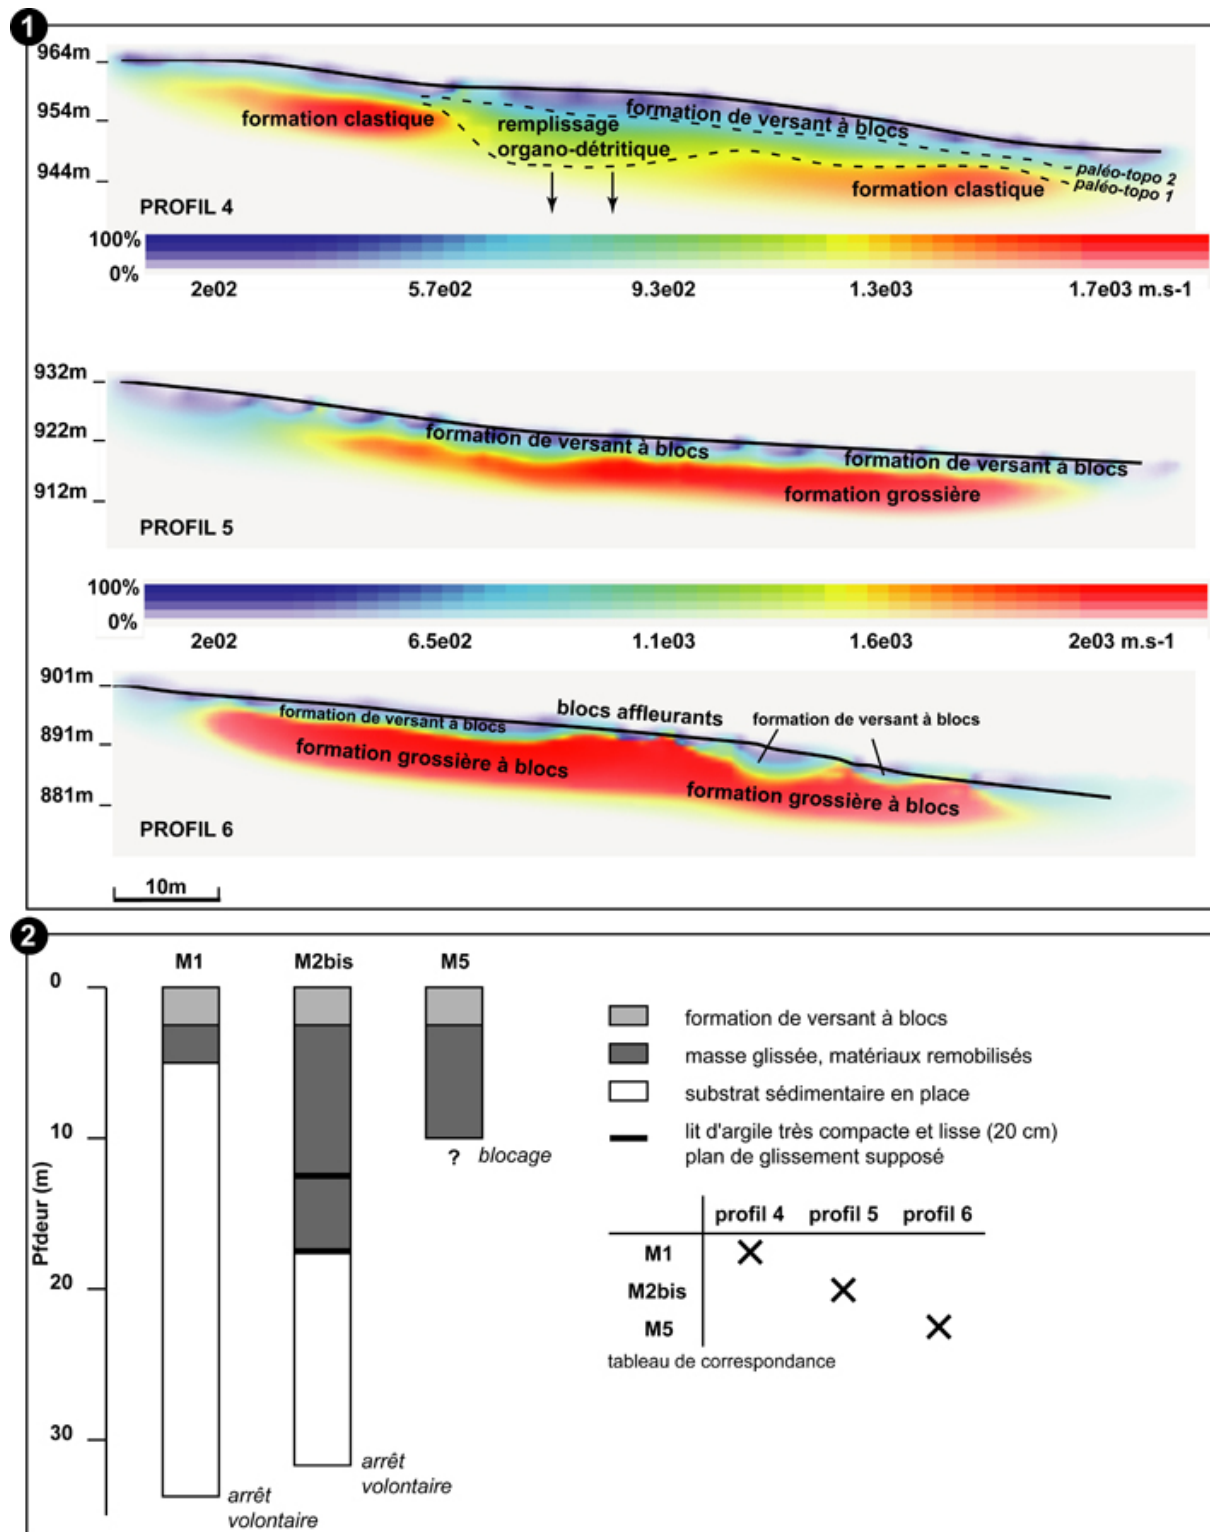 1
964m
954m
944m
formation clastique
remplissage
organo-détritique
formation de versant à blocs
formation clastique
paléo-topo 2
paléo-topo 1
PROFIL 4
100%
0%
2e02 5.7e02 9.3e02 1.3e03 1.7e03 m.s-1
932m
922m
912m
formation de versant à blocs
formation de versant à blocs
formation grossière
PROFIL 5
100%
0%
2e02 6.5e02 1.1e03 1.6e03 2e03 m.s-1
901m
891m
881m
formation de versant à blocs
blocs affleurants
formation de versant à blocs
formation grossière à blocs
formation grossière à blocs
PROFIL 6
10m
2
M1 M2bis M5
Pfdeur (m)
0
10
20
30
? blocage
arrêt
volontaire
arrêt
volontaire
formation de versant à blocs
masse glissée, matériaux remobilisés
substrat sédimentaire en place
lit d'argile très compacte et lisse (20 cm)
plan de glissement supposé
profil 4 profil 5 profil 6
M1
M2bis
M5
tableau de correspondance